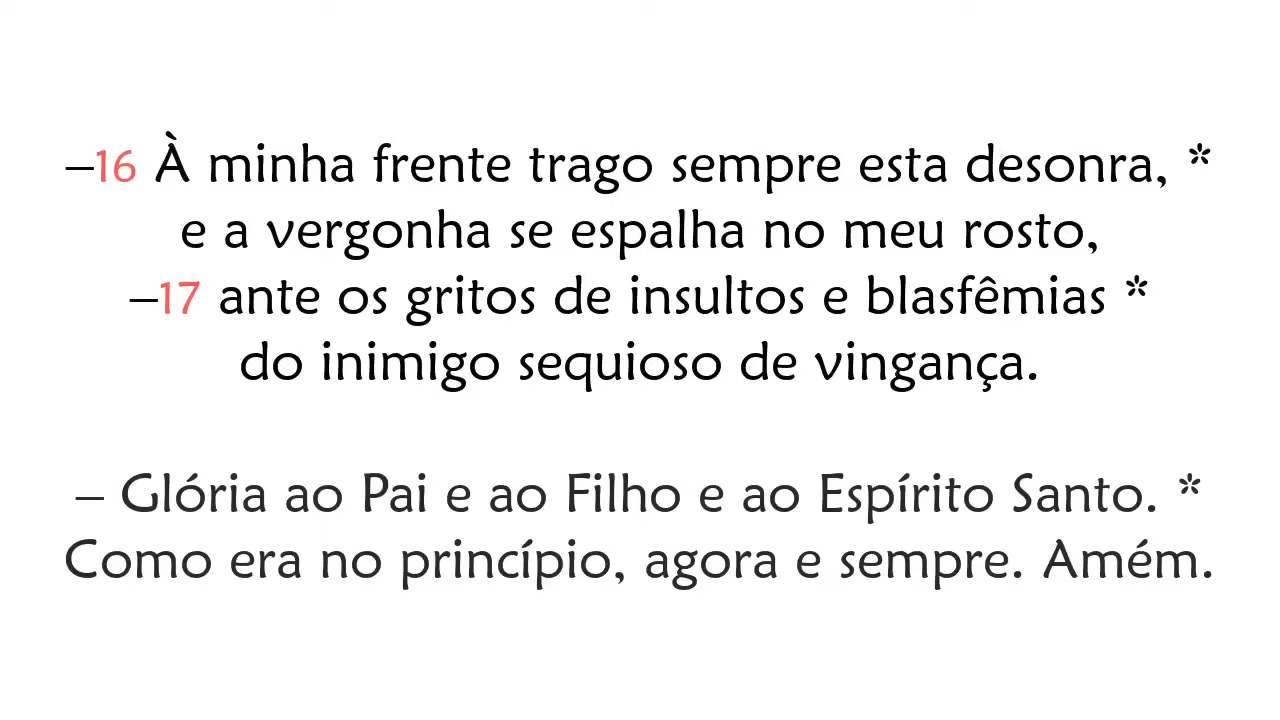 –16 À minha frente trago sempre esta desonra, *
e a vergonha se espalha no meu rosto,
–17 ante os gritos de insultos e blasfêmias *
do inimigo sequioso de vingança.
– Glória ao Pai e ao Filho e ao Espírito Santo. *
Como era no princípio, agora e sempre. Amém.